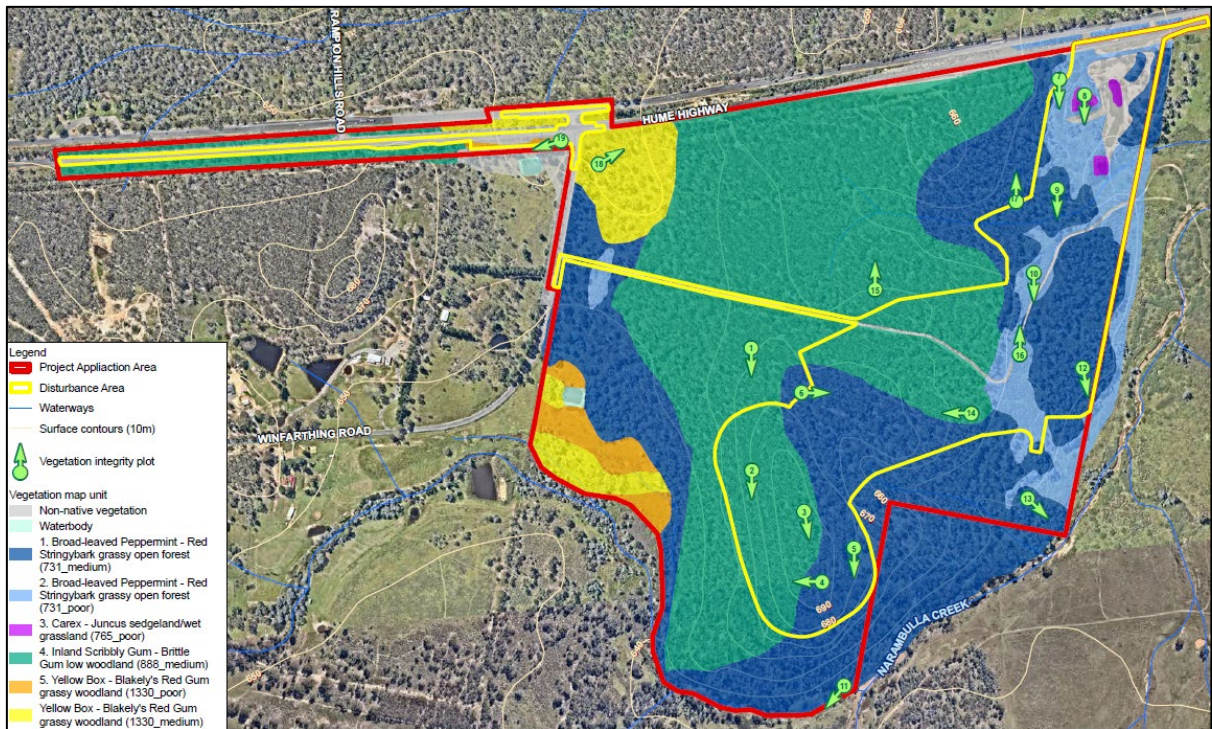 RAMPION HILLS ROAD
HUME HIGHWAY
650
650
660
WINFARTHING ROAD
660
670
690
680
NARAMBULLA CREEK
1
2
3
4
5
6
7
8
9
10
11
12
13
14
15
16
17
18
19
Legend
Project Appliaction Area
Disturbance Area
Waterways
Surface contours (10m)
Vegetation integrity plot
Vegetation map unit
Non-native vegetation
Waterbody
1. Broad-leaved Peppermint - Red
Stringybark grassy open forest
(731_medium)
2. Broad-leaved Peppermint - Red
Stringybark grassy open forest
(731_poor)
3. Carex - Juncus sedgeland/wet
grassland (765_poor)
4. Inland Scribbly Gum - Brittle
Gum low woodland (888_medium)
5. Yellow Box - Blakely's Red Gum
grassy woodland (1330_poor)
Yellow Box - Blakely's Red Gum
grassy woodland (1330_medium)